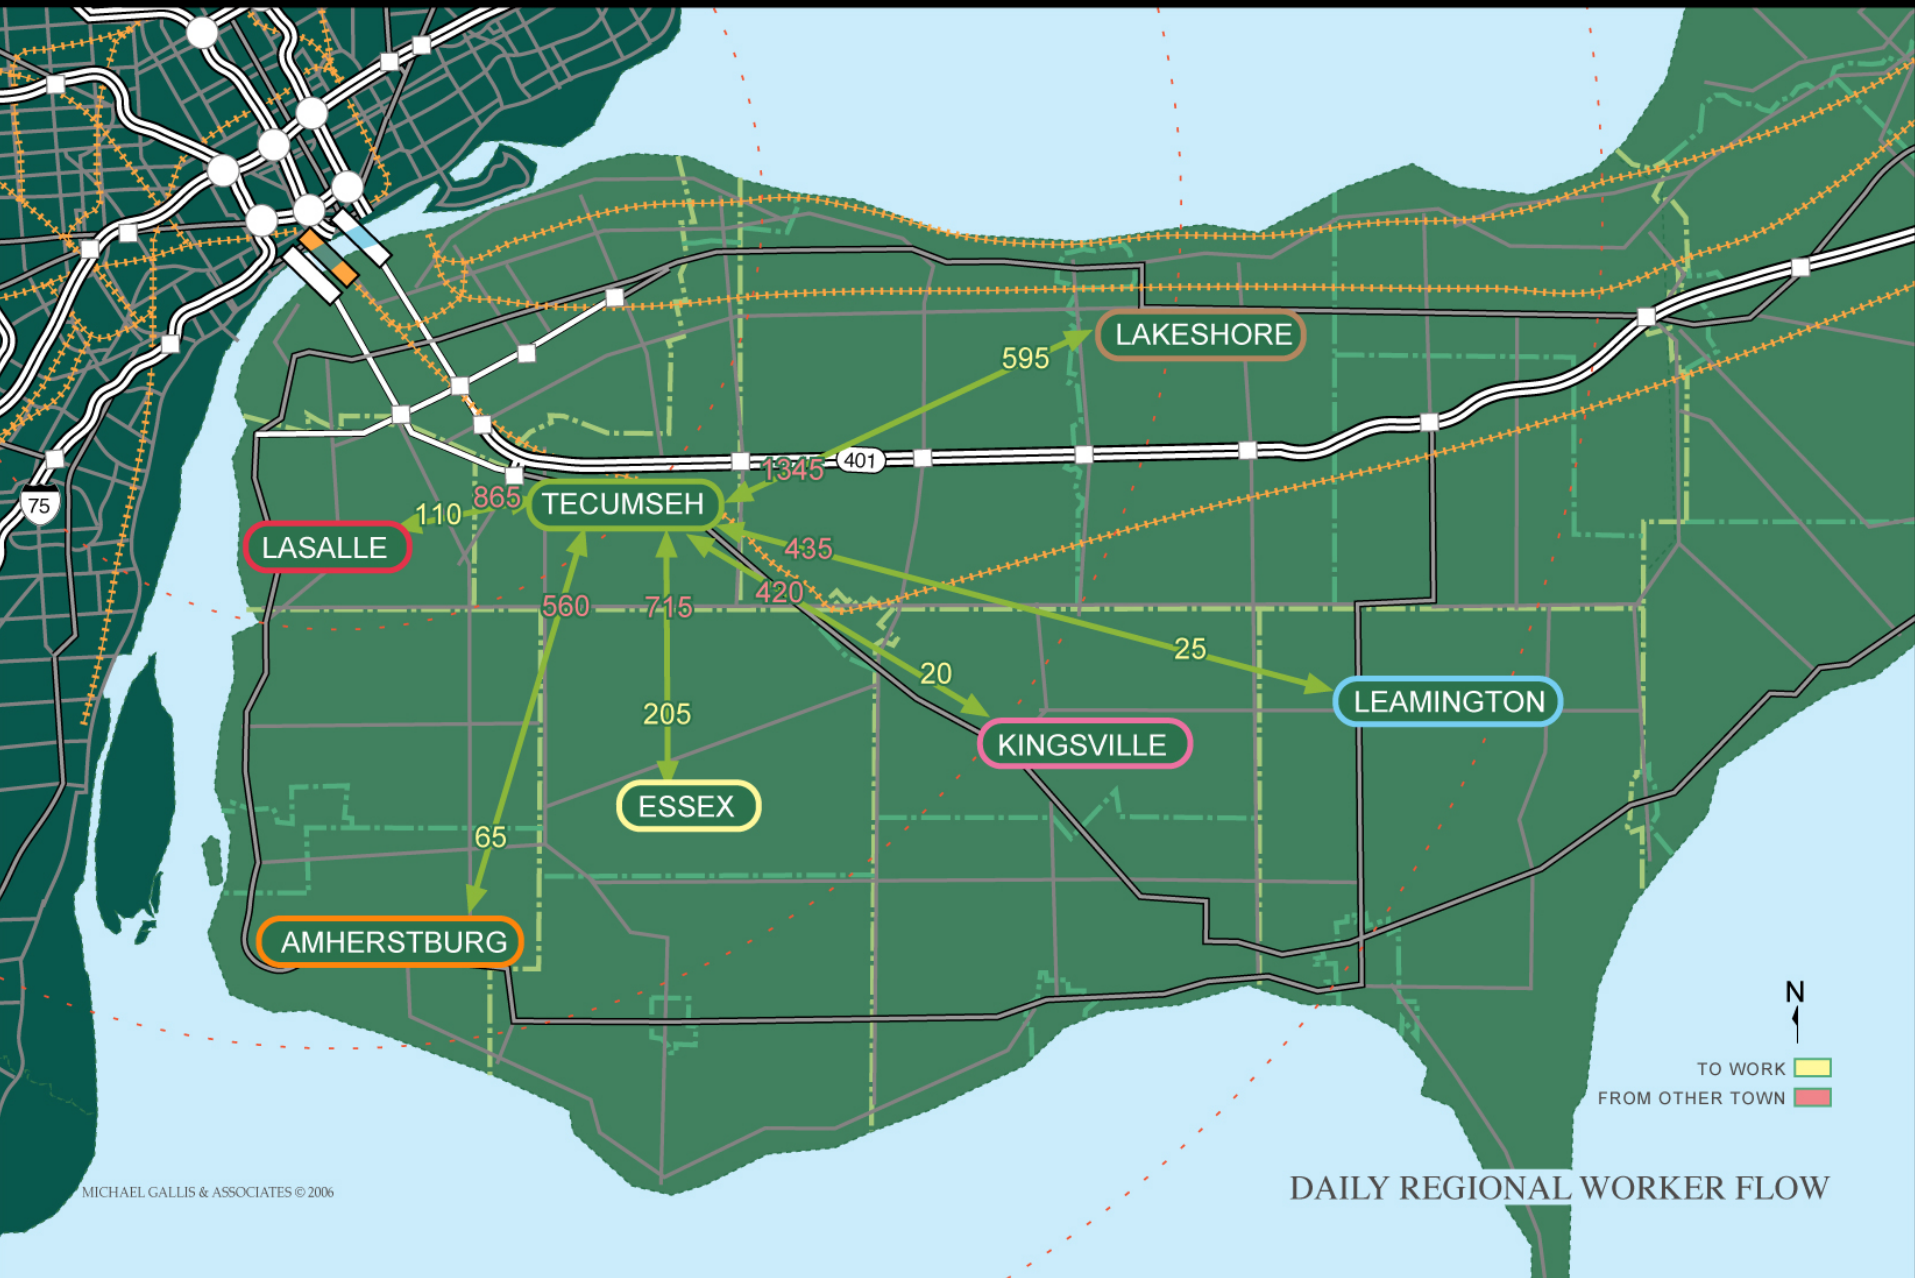 LAKESHORE
595
401
1345
75
865
TECUMSEH
110
LASALLE
435
420
560
715
25
20
LEAMINGTON
205
KINGSVILLE
ESSEX
65
AMHERSTBURG
N
TO WORK
FROM OTHER TOWN
MICHAEL GALLIS & ASSOCIATES © 2006
DAILY REGIONAL WORKER FLOW